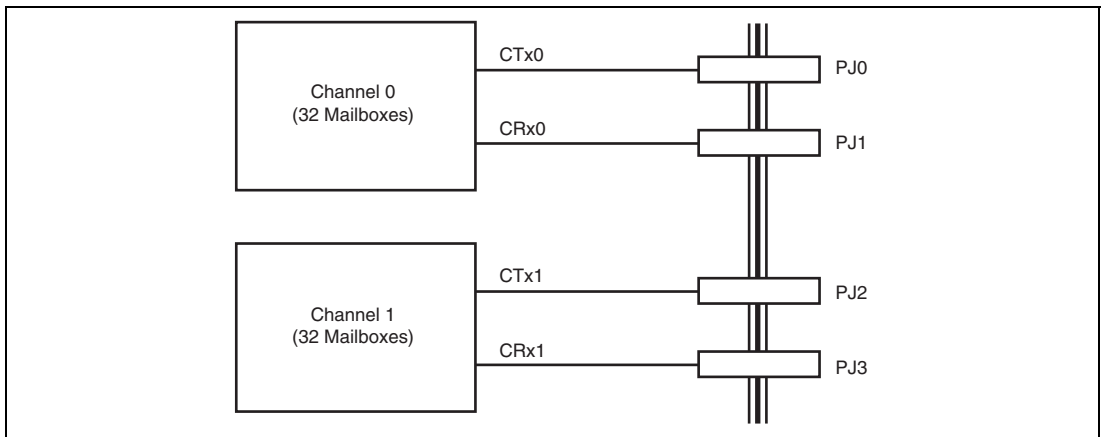 CTx0
PJ0
Channel 0
(32 Mailboxes)
CRx0
PJ1
CTx1
PJ2
Channel 1
(32 Mailboxes)
CRx1
PJ3